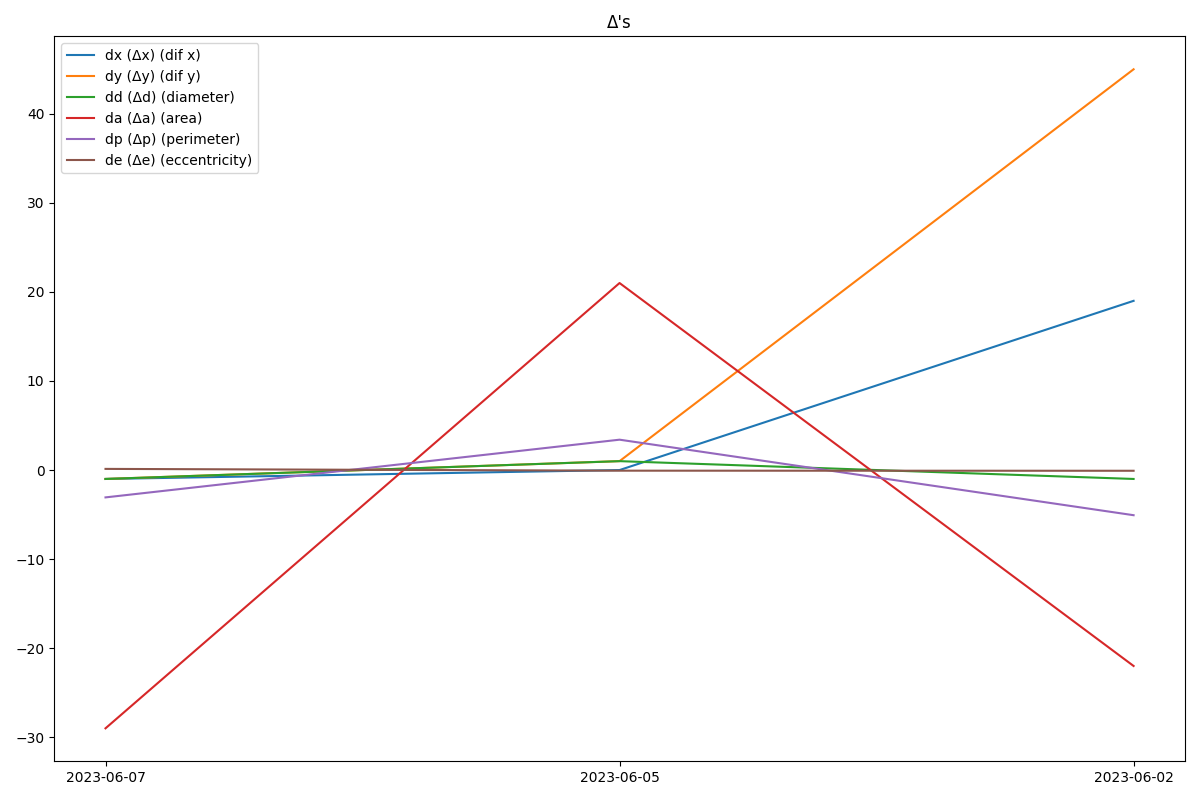 Δ's
dx (Δx) (dif x)
dy (Δy) (dif y)
dd (Δd) (diameter)
da (Δa) (area)
dp (Δp) (perimeter)
de (Δe) (eccentricity)
40
30
20
10
0
−10
−20
−30
2023-06-07 2023-06-05 2023-06-02